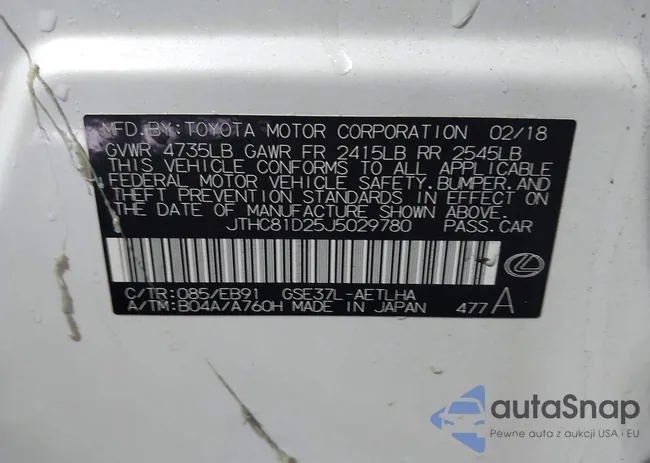 MFD. BY: TOYOTA MOTOR CORPORATION 02/18
GVWR 4735LB GAWR FR 2415LB RR 2545LB
THIS VEHICLE CONFORMS TO ALL APPLICABLE
FEDERAL MOTOR VEHICLE SAFETY, BUMPER, AND
THEFT PREVENTION STANDARDS IN EFFECT ON
THE DATE OF MANUFACTURE SHOWN ABOVE.
JTHC81D25J5029780 PASS. CAR
C/TR: 085/EB91 GSE37L-AETLHA
A/TM: B04A/A760H MADE IN JAPAN 477A
autoSnap
Pewne auta z aukcji USA i EU